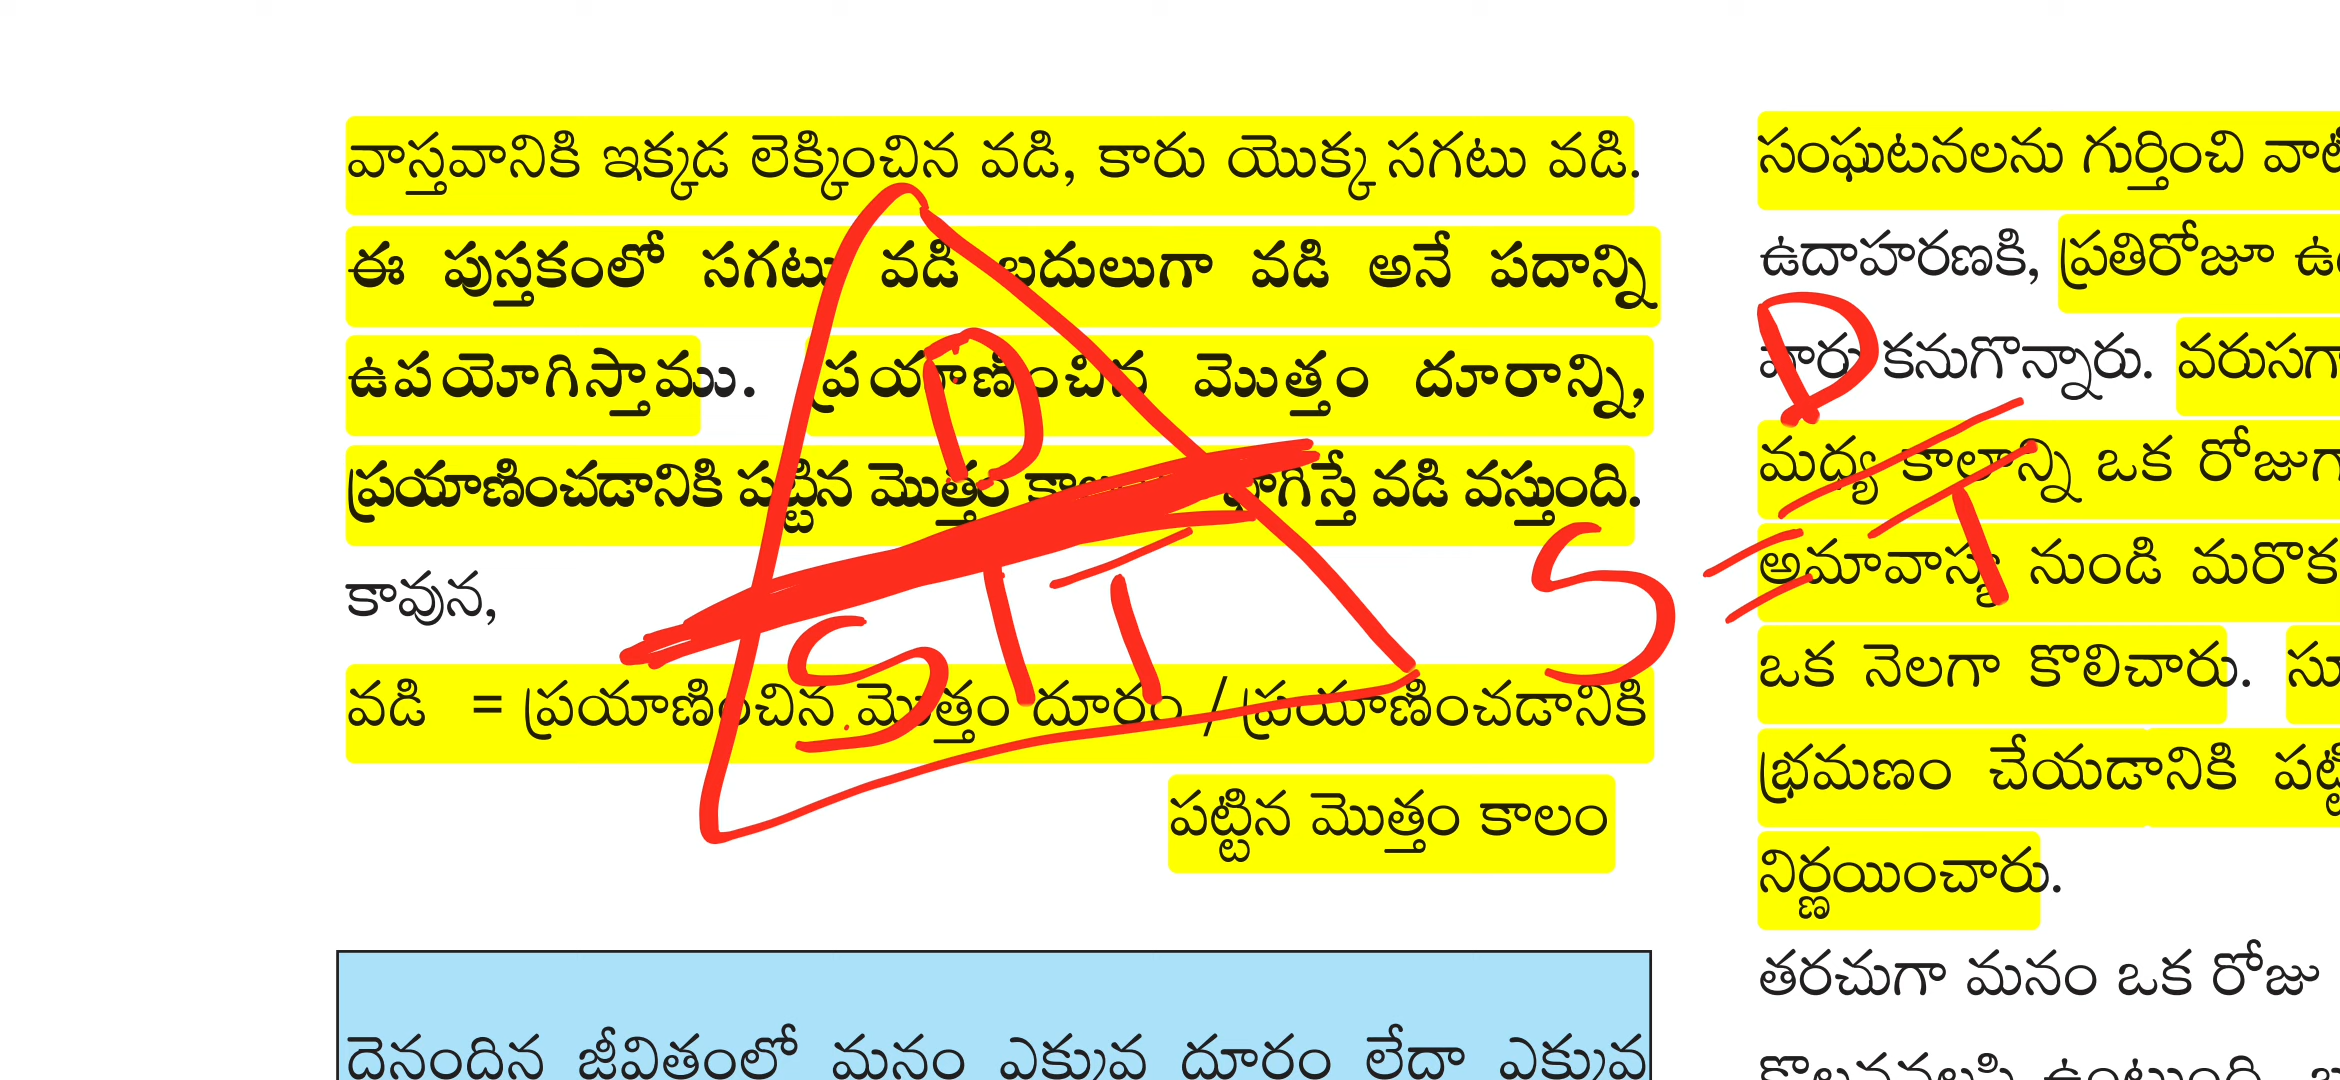 వాస్తవానికి ఇక్కడ లెక్కించిన వడి, కారు యొక్క సగటు వడి.
ఈ పుస్తకంలో సగటు వడి బదులుగా వడి అనే పదాన్ని
ఉపయోగిస్తాము. ప్రయాణించిన మొత్తం దూరాన్ని,
ప్రయాణించడానికి పట్టిన మొత్తం భాగిస్తే వడి వస్తుంది.
కావున,
వడి = ప్రయాణించిన మొత్తం దూరం / ప్రయాణించడానికి
పట్టిన మొత్తం కాలం
D
S T
దైనందిన జీవితంలో మనం ఎక్కువ దూరం లేదా ఎక్కువ
సంఘటనలను గుర్తించి
ఉదాహరణకి, ప్రతిరోజూ
వారు కనుగొన్నారు. వరుసగా
మధ్య కాలాన్ని ఒక రోజుగా
అమావాస్య నుండి మరొక
ఒక నెలగా కొలిచారు.
భ్రమణం చేయడానికి
నిర్ణయించారు.
తరచుగా మనం ఒక రోజు
S = D
T